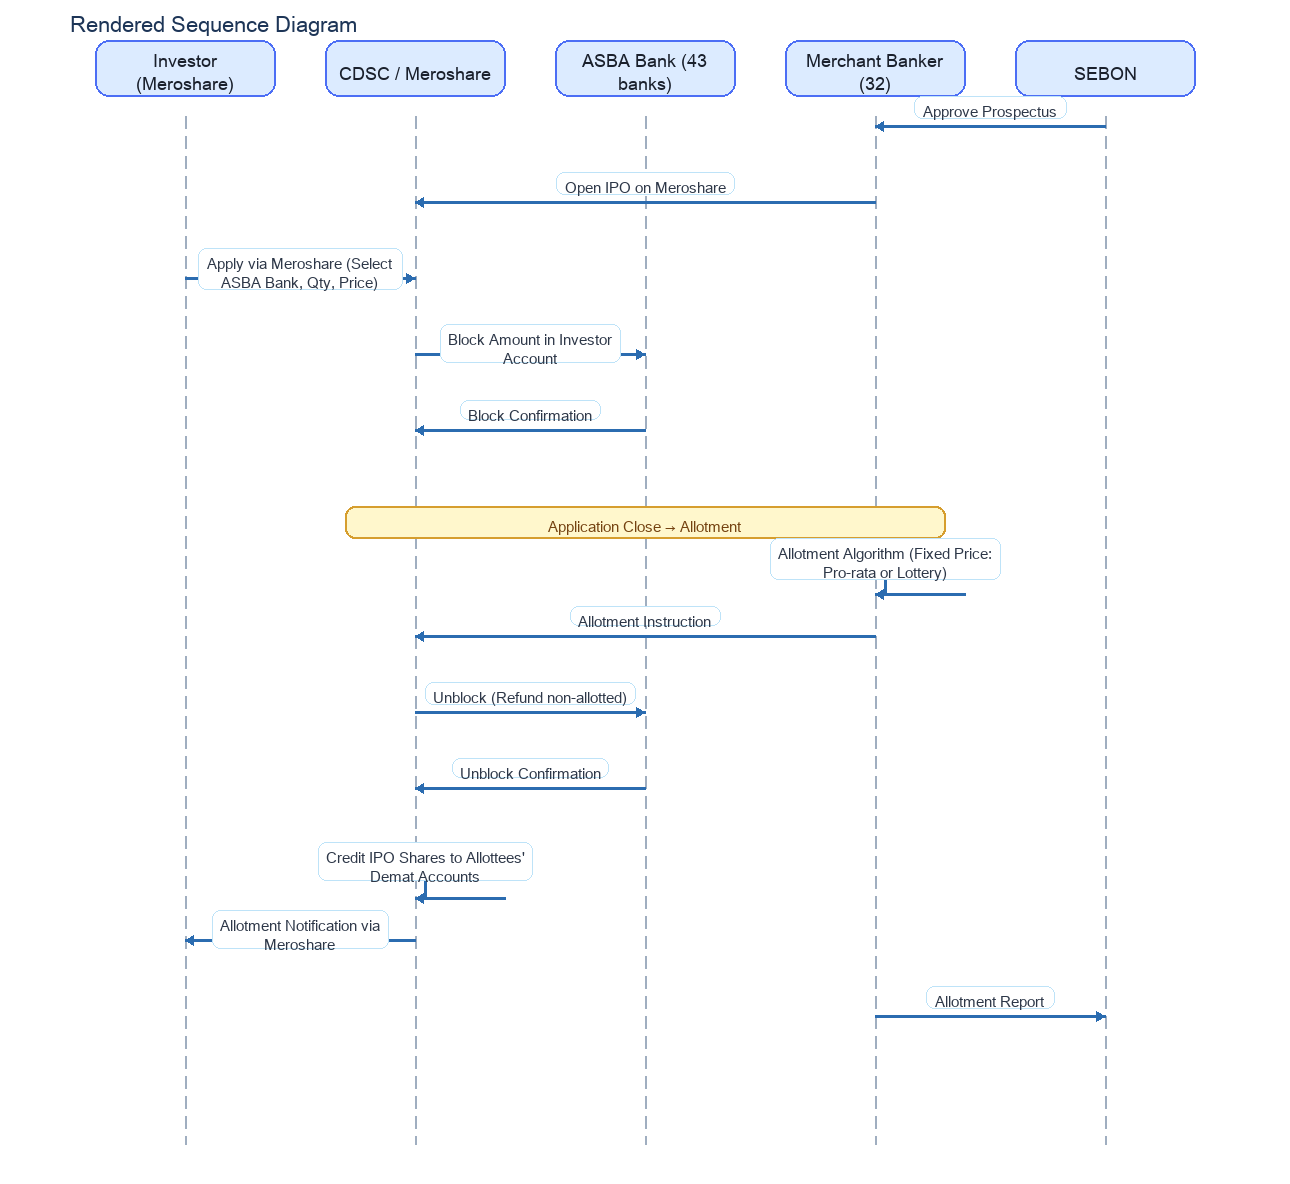 Rendered Sequence Diagram
Investor
(Meroshare)
CDSC / Meroshare
ASBA Bank (43
banks)
Merchant Banker
(32)
SEBON
Approve Prospectus
Open IPO on Meroshare
Apply via Meroshare (Select
ASBA Bank, Qty, Price)
Block Amount in Investor
Account
Block Confirmation
Application Close → Allotment
Allotment Algorithm (Fixed Price:
Pro-rata or Lottery)
Allotment Instruction
Unblock (Refund non-allotted)
Unblock Confirmation
Credit IPO Shares to Allottees'
Demat Accounts
Allotment Notification via
Meroshare
Allotment Report